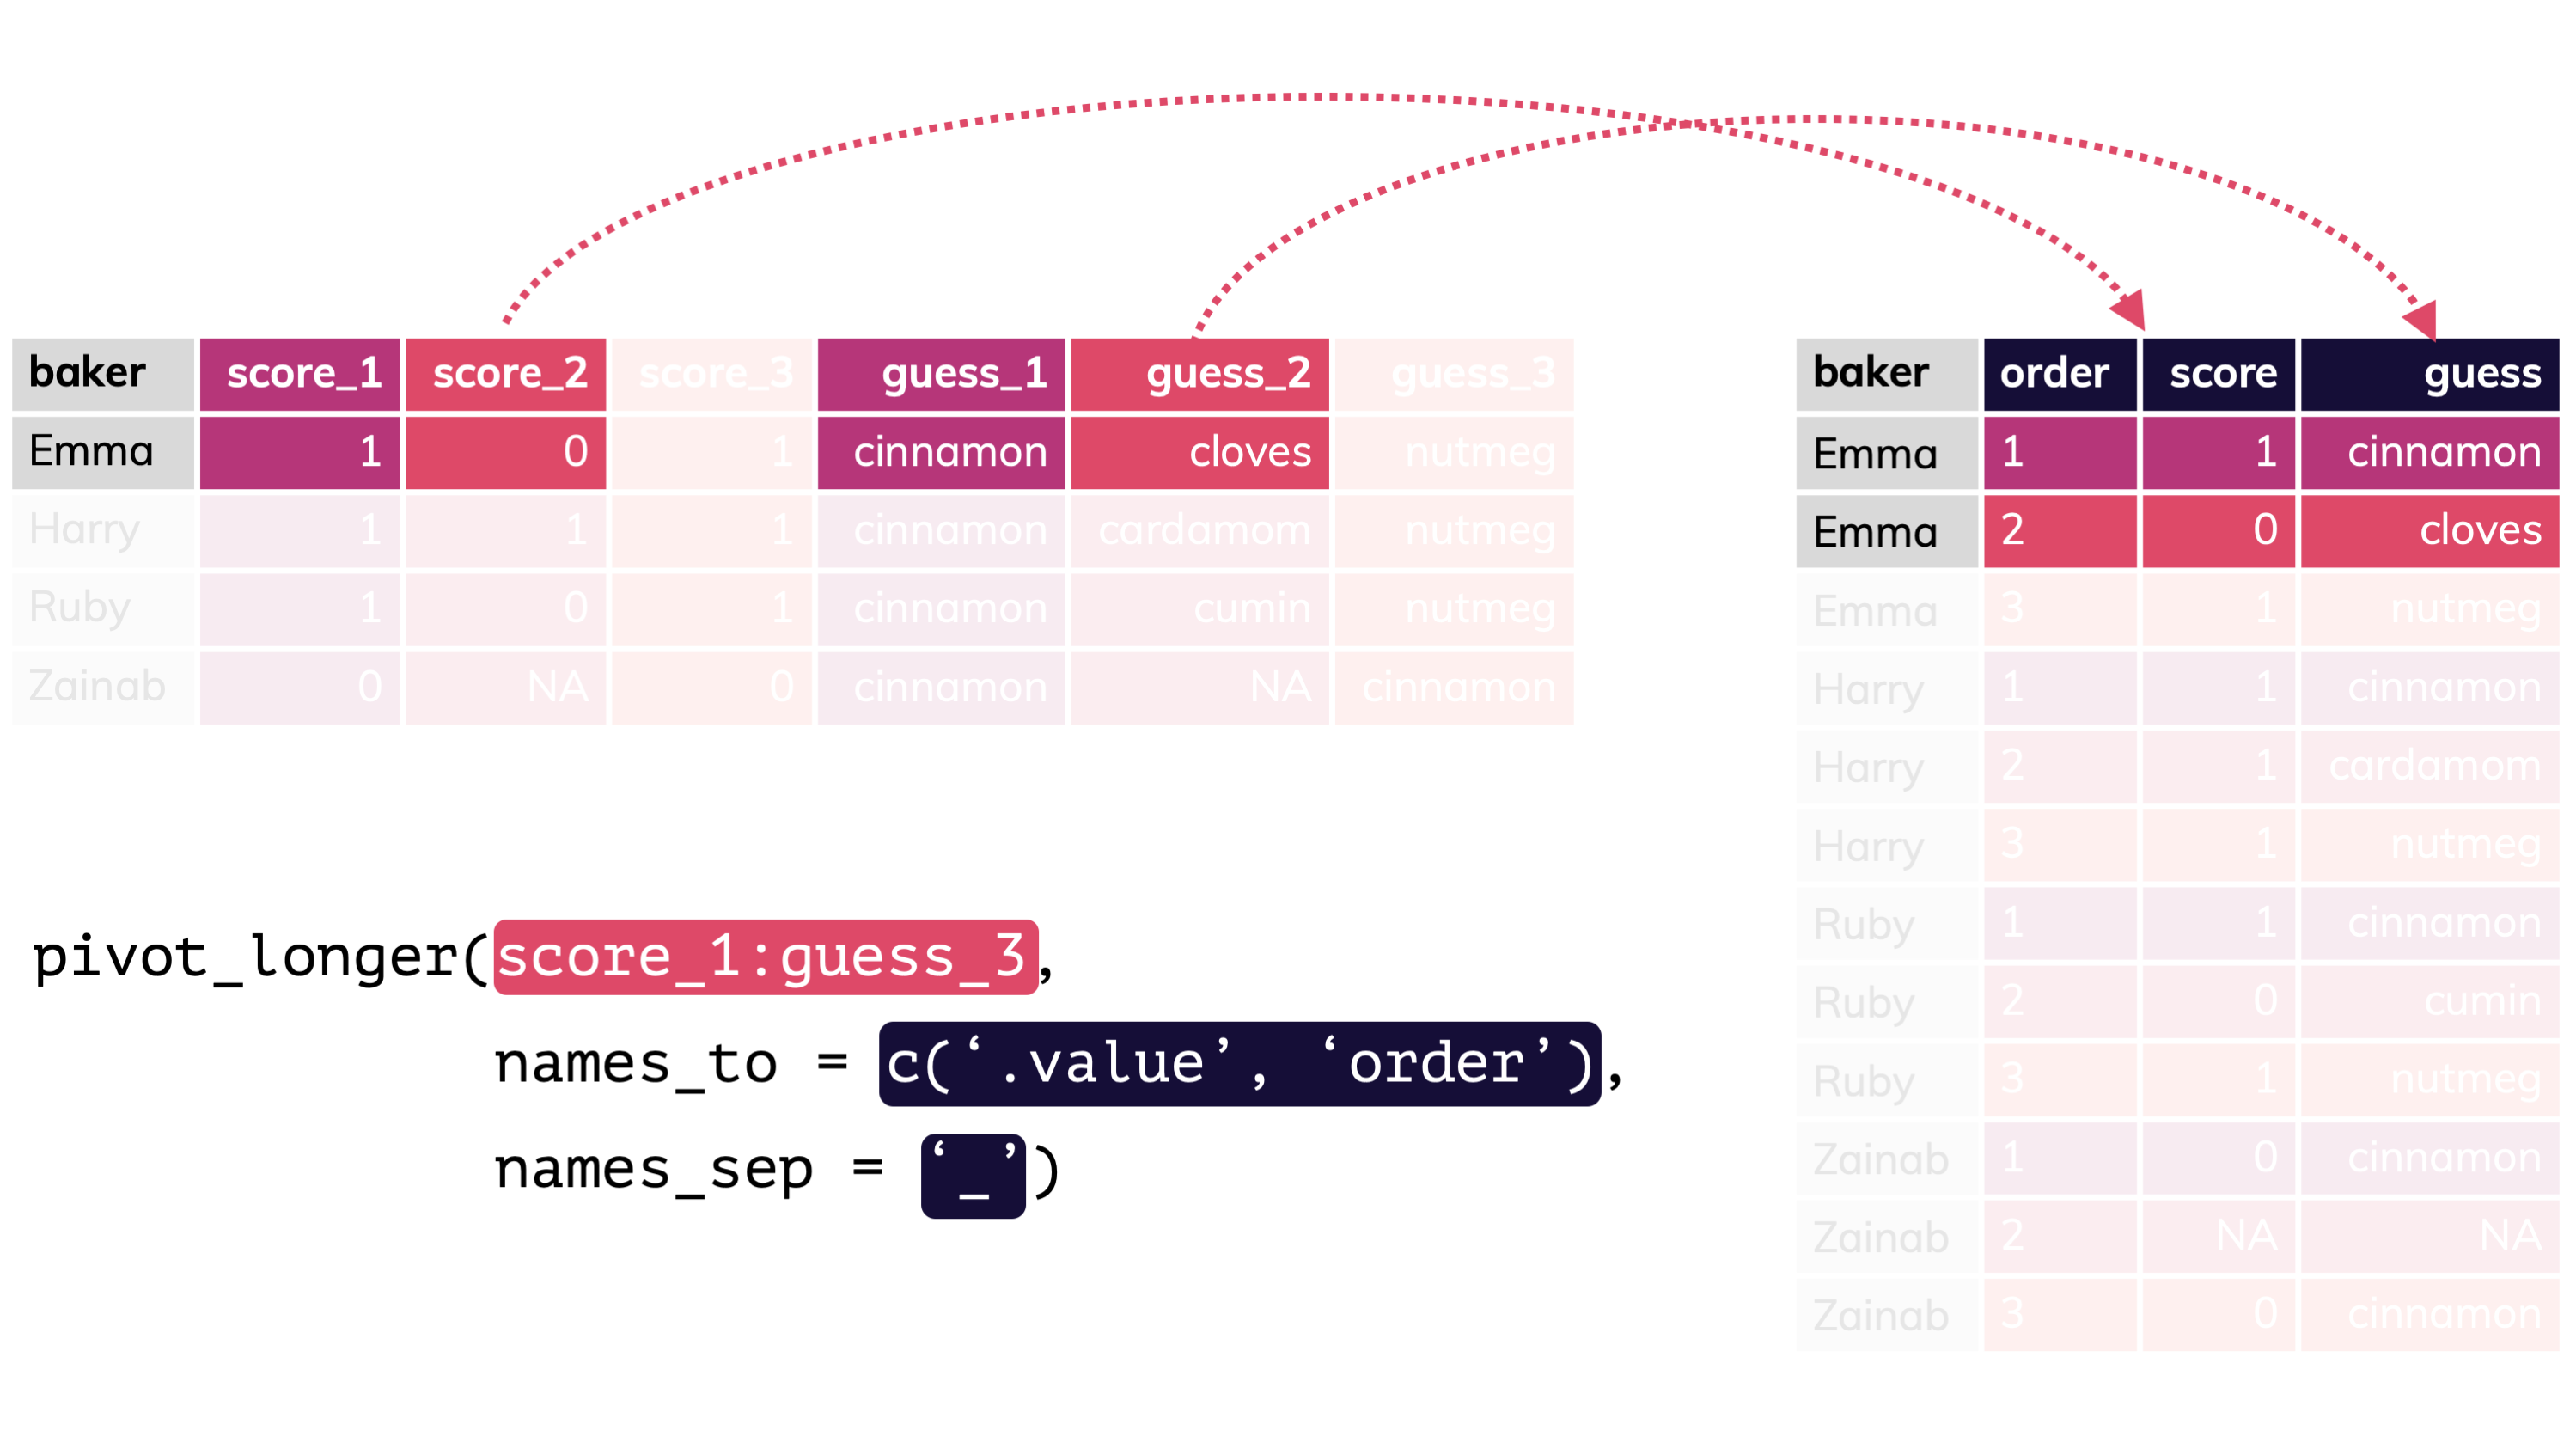 baker score_1 score_2 score_3 guess_1 guess_2 guess_3
Emma 1 0 1 cinnamon cloves nutmeg
Harry 1 1 1 cinnamon cardamom nutmeg
Ruby 1 0 1 cinnamon cumin nutmeg
Zainab 0 NA 0 cinnamon NA cinnamon
pivot_longer(score_1:guess_3,
names_to = c(‘.value’, ‘order’),
names_sep = ‘_’)
baker order score guess
Emma 1 1 cinnamon
Emma 2 0 cloves
Emma 3 1 nutmeg
Harry 1 1 cinnamon
Harry 2 1 cardamom
Harry 3 1 nutmeg
Ruby 1 1 cinnamon
Ruby 2 0 cumin
Ruby 3 1 nutmeg
Zainab 1 0 cinnamon
Zainab 2 NA NA
Zainab 3 0 cinnamon